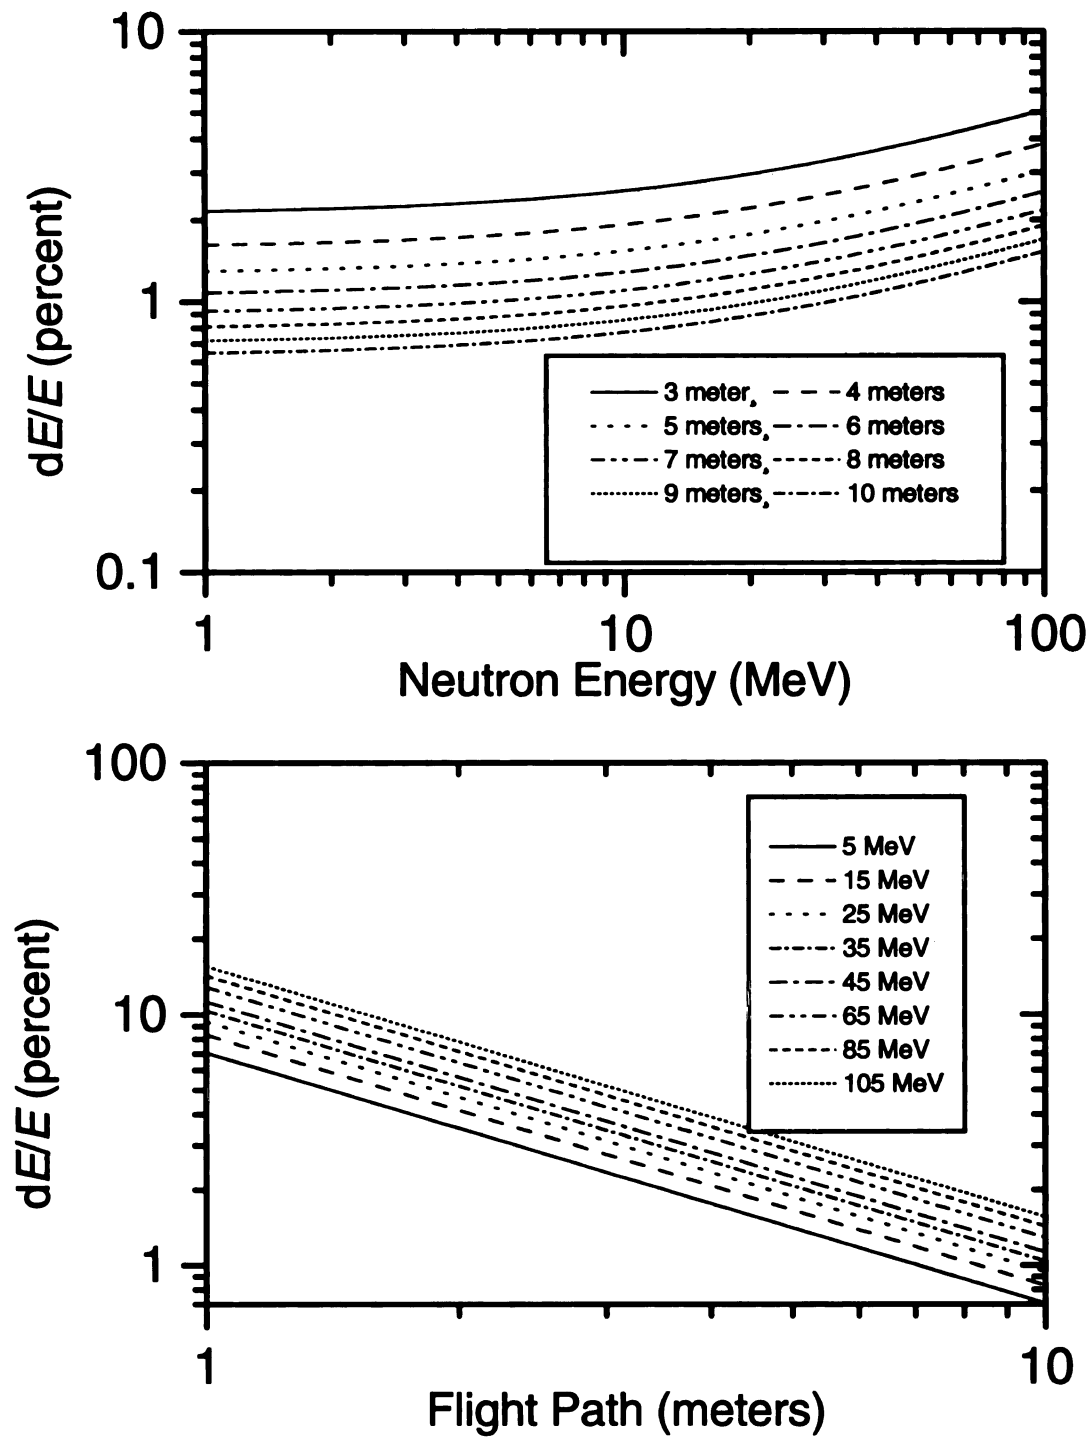 10
1
0.1
dE/E (percent)
3 meter, 4 meters
5 meters, 6 meters
7 meters, 8 meters
9 meters, 10 meters
1 10 100
Neutron Energy (MeV)
100
10
1
dE/E (percent)
5 MeV
15 MeV
25 MeV
35 MeV
45 MeV
65 MeV
85 MeV
105 MeV
1 10
Flight Path (meters)